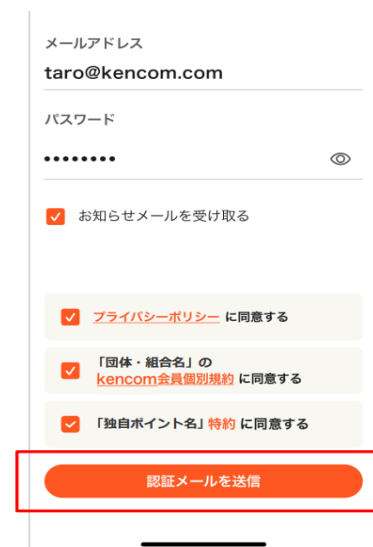 メールアドレス
taro@kencom.com
パスワード
••••••••
お知らせメールを受け取る
プライバシーポリシー に同意する
「団体・組合名」の
kencom会員個別規約 に同意する
「独自ポイント名」特約 に同意する
認証メールを送信